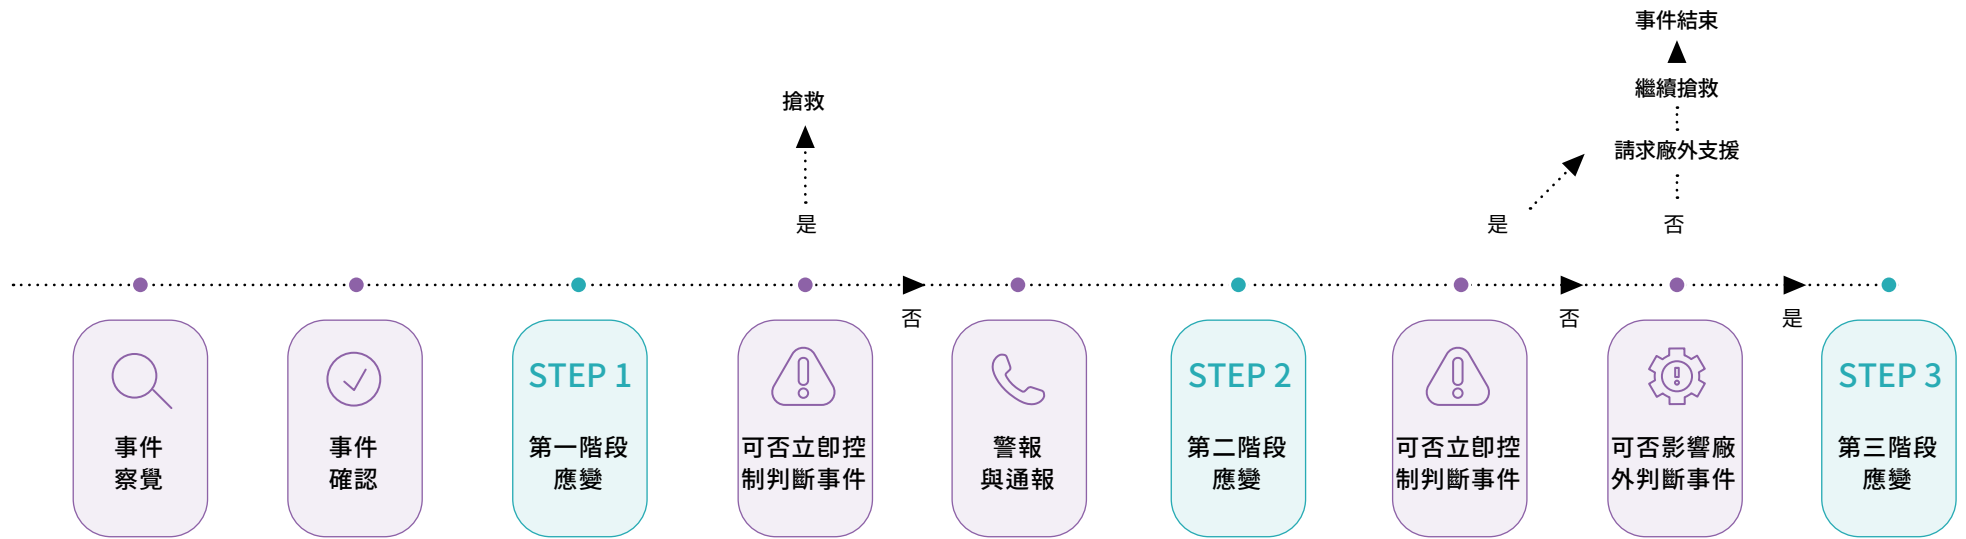 事件結束
繼續搶救
搶救
請求廠外支援
是
是
否
否
否
是
事件
察覺
事件
確認
STEP 1
第一階段
應變
可否立即控
制判斷事件
警報
與通報
STEP 2
第二階段
應變
可否立即控
制判斷事件
可否影響廠
外判斷事件
STEP 3
第三階段
應變